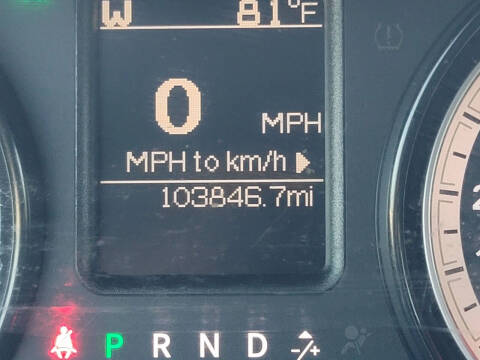 W 81°F
0 MPH
MPH to km/h
103846.7mi
P R N D -/+